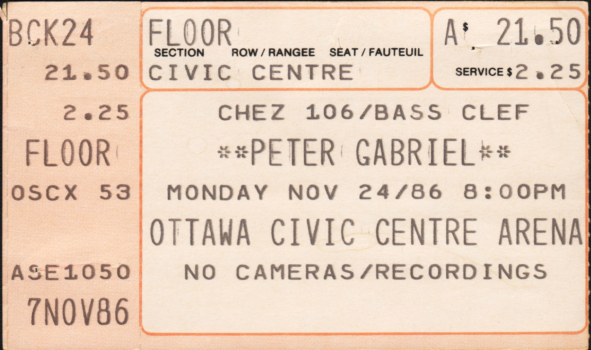 BCK24
21.50
2.25
FLOOR
OSCX 53
ASE1050
7NOV86
FLOOR
SECTION ROW/RANGEE SEAT/FAUTEUIL
CIVIC CENTRE
A $ 21.50
SERVICE $ 2.25
CHEZ 106/BASS CLEF
**PETER GABRIEL**
MONDAY NOV 24/86 8:00PM
OTTAWA CIVIC CENTRE ARENA
NO CAMERAS/RECORDINGS